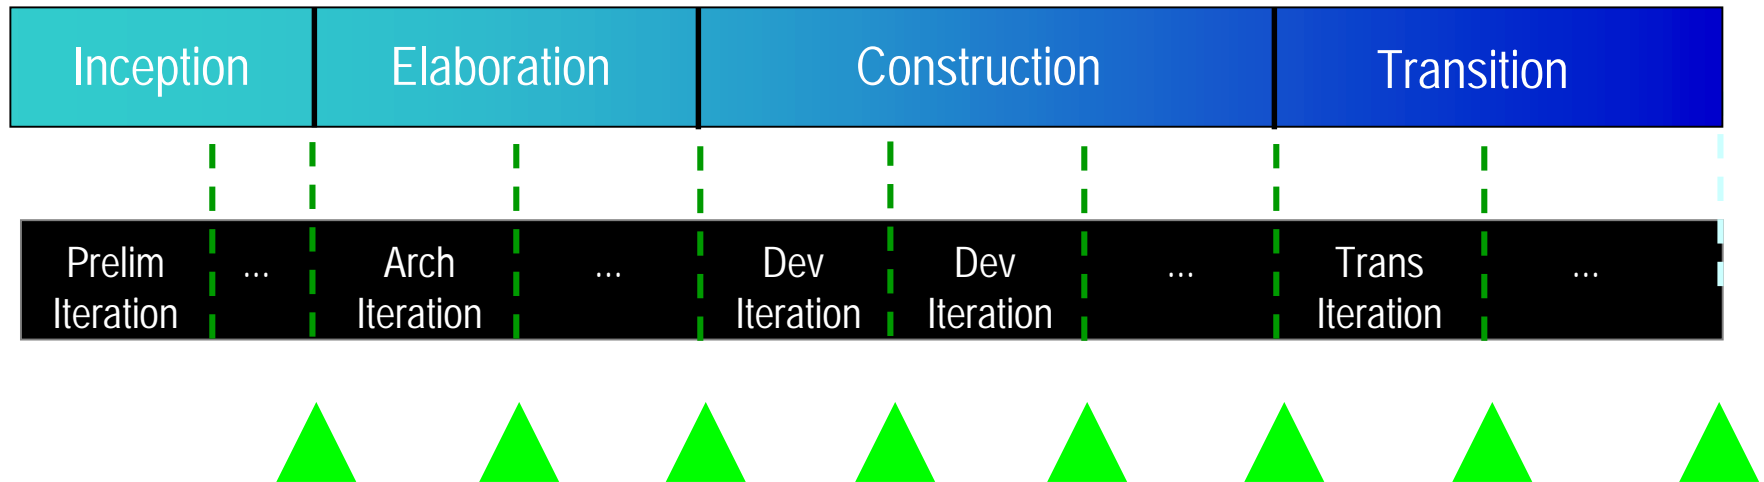 Inception Elaboration Construction Transition
Prelim ... Arch ... Dev Dev ... Trans ...
Iteration Iteration Iteration Iteration Iteration